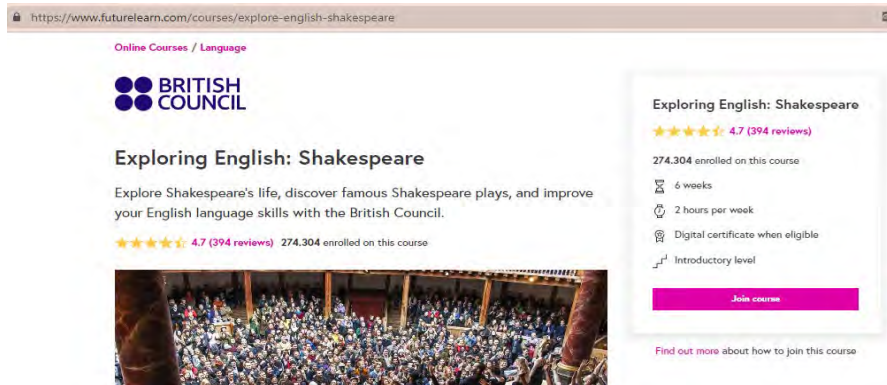 https://www.futurelearn.com/courses/explore-english-shakespeare
Online Courses / Language
BRITISH
COUNCIL
Exploring English: Shakespeare
Explore Shakespeare's life, discover famous Shakespeare plays, and improve
your English language skills with the British Council.
4.7 (394 reviews) 274.304 enrolled on this course
Exploring English: Shakespeare
4.7 (394 reviews)
274.304 enrolled on this course
6 weeks
2 hours per week
Digital certificate when eligible
Introductory level
Join course
Find out more about how to join this course